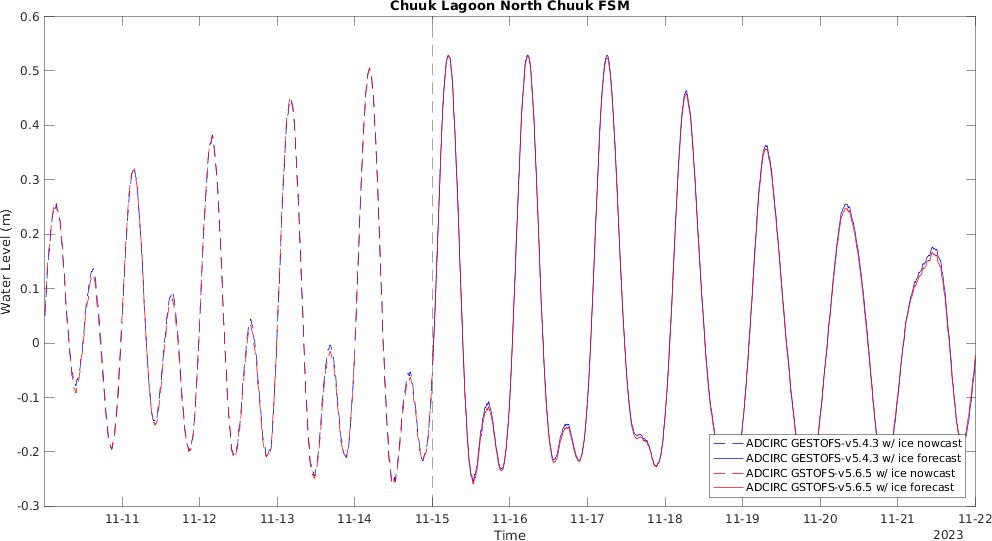 Chuuk Lagoon North Chuuk FSM
Water Level (m)
0.6
0.5
0.4
0.3
0.2
0.1
0
-0.1
-0.2
-0.3
ADCIRC GESTOFS-v5.4.3 w/ ice nowcast
ADCIRC GESTOFS-v5.4.3 w/ ice forecast
ADCIRC GSTOFS-v5.6.5 w/ ice nowcast
ADCIRC GSTOFS-v5.6.5 w/ ice forecast
11-11 11-12 11-13 11-14 11-15 11-16 11-17 11-18 11-19 11-20 11-21 11-22
Time
2023